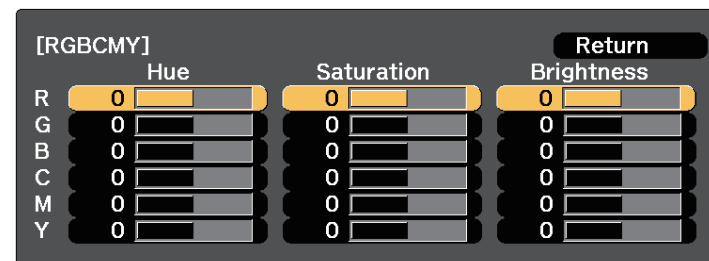 [RGBCMY] Return
Hue Saturation Brightness
R 0 0 0
G 0 0 0
B 0 0 0
C 0 0 0
M 0 0 0
Y 0 0 0